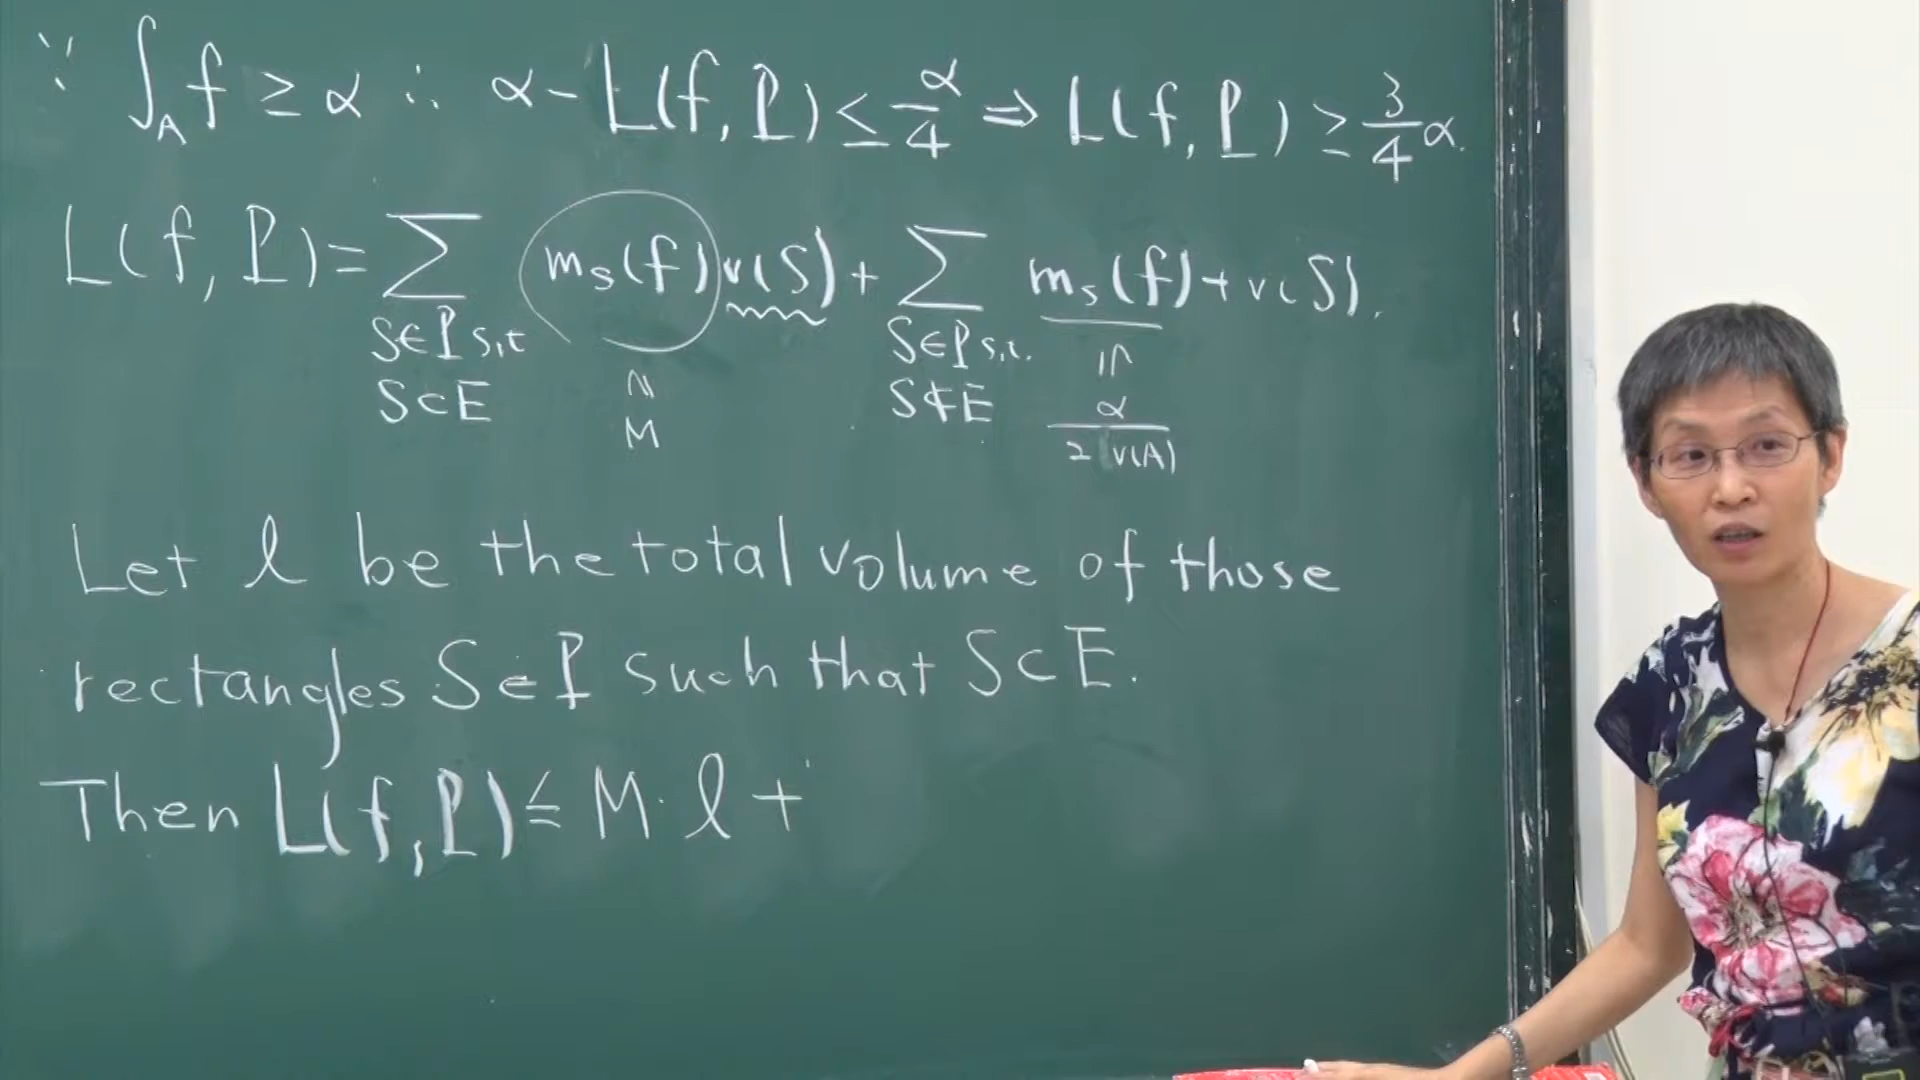 ∵ ∫_A f ≥ α ∴ α - L(f, P) ≤ α/4 ⇒ L(f, P) ≥ 3/4 α.
L(f, P) = ∑_{S∈P s.t S⊂E} m_S(f) v(S) + ∑_{S∈P s.t. S⊄E} m_S(f) + v(S).
≤ M
≤ α/(2 v(A))
Let ℓ be the total volume of those
rectangles S∈P such that S⊂E.
Then L(f, P) ≤ M · ℓ +